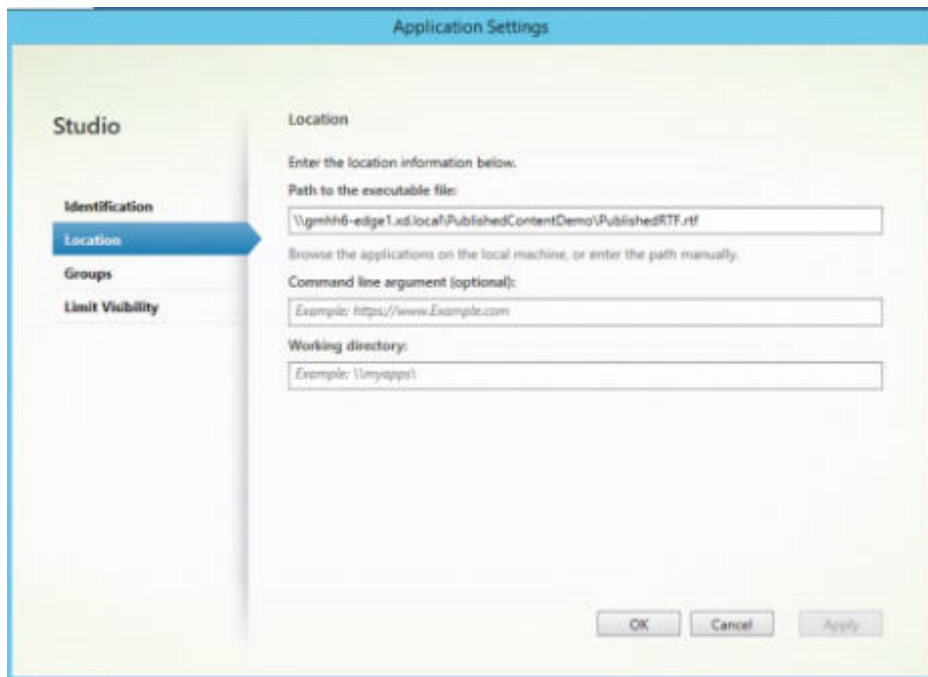 Application Settings
Studio
Identification
Location
Groups
Limit Visibility
Location
Enter the location information below.
Path to the executable file:
\\gmhh6-edge1.xd.local\PublishedContentDemo\PublishedRTF.rtf
Browse the applications on the local machine, or enter the path manually.
Command line argument (optional):
Example: https://www.Example.com
Working directory:
Example: \\myapps\
OK
Cancel
Apply